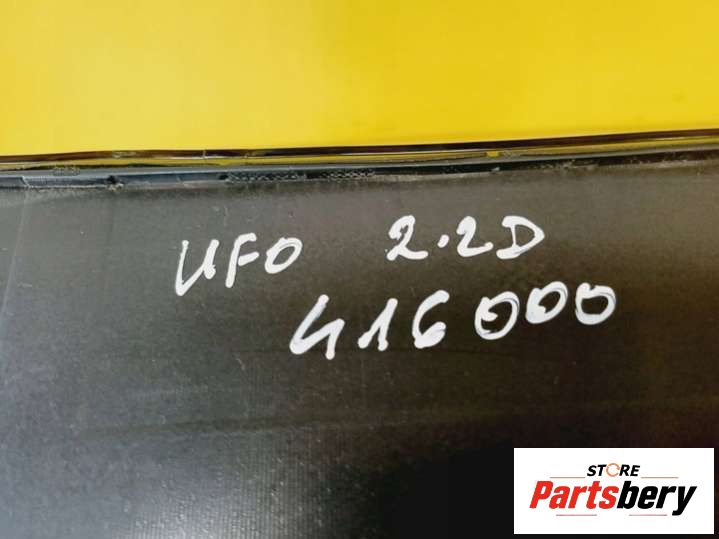 UFO 2.2D
416000
STORE
Partsbery